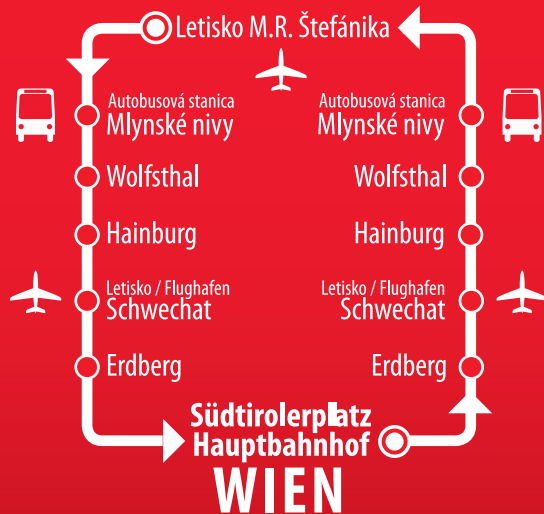 Letisko M.R. Štefánika
Autobusová stanica
Mlynské nivy
Wolfsthal
Hainburg
Letisko / Flughafen
Schwechat
Erdberg
Autobusová stanica
Mlynské nivy
Wolfsthal
Hainburg
Letisko / Flughafen
Schwechat
Erdberg
Südtirolerplatz
Hauptbahnhof
WIEN